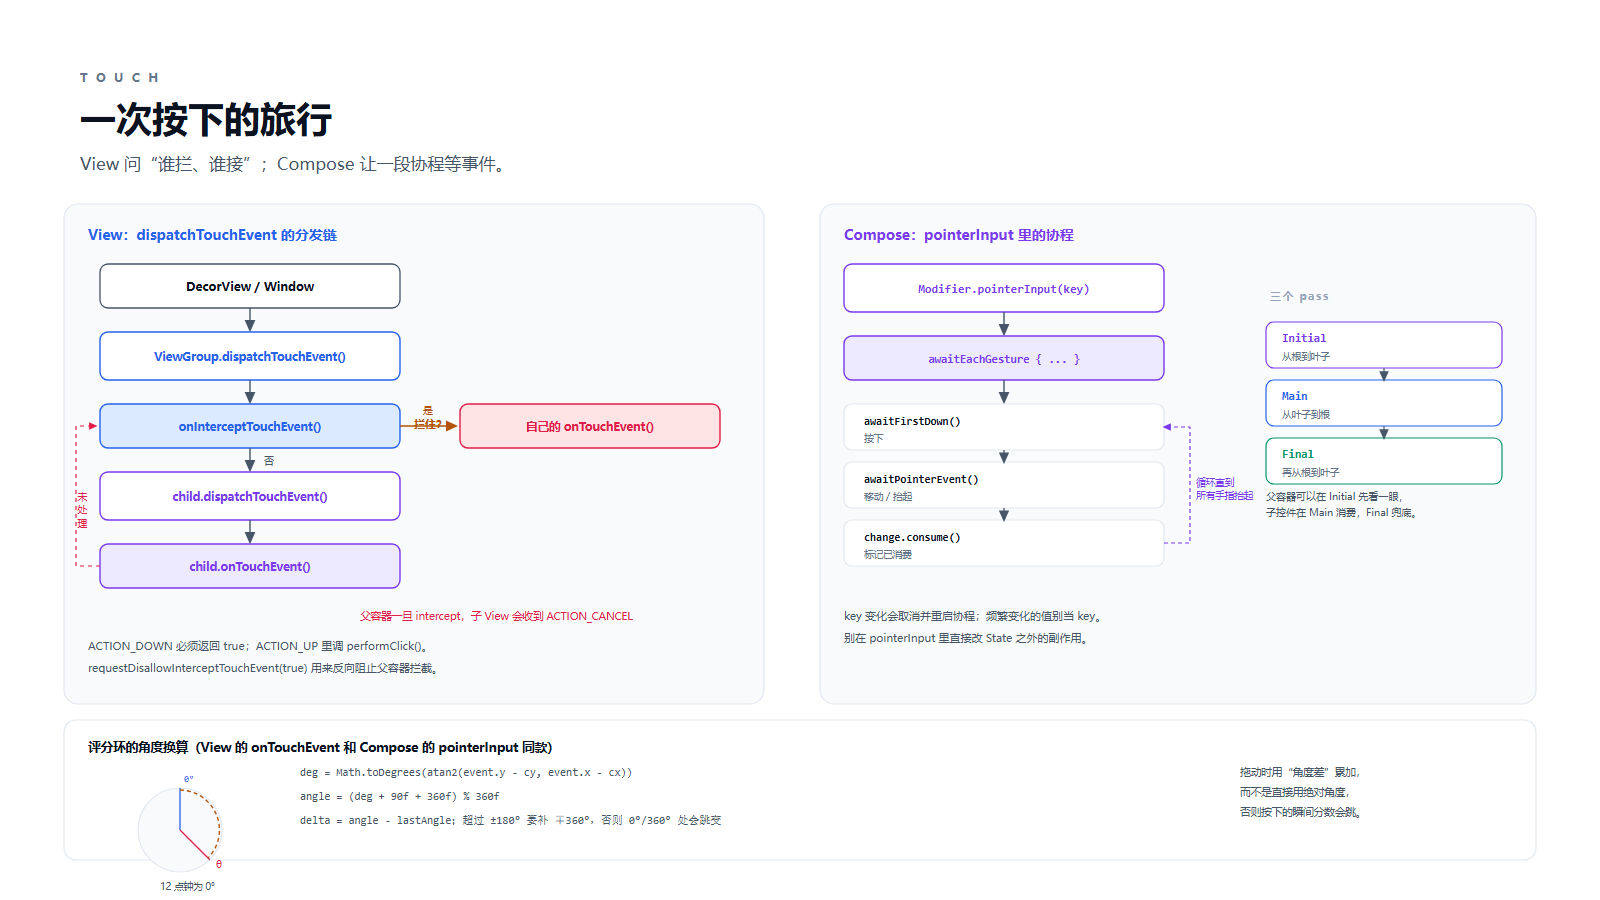 TOUCH
一次按下的旅行
View 问“谁拦、谁接”；Compose 让一段协程等事件。
View：dispatchTouchEvent 的分发链
DecorView / Window
ViewGroup.dispatchTouchEvent()
onInterceptTouchEvent()
是
拦住？
自己的 onTouchEvent()
否
child.dispatchTouchEvent()
未
处
理
child.onTouchEvent()
父容器一旦 intercept，子 View 会收到 ACTION_CANCEL
ACTION_DOWN 必须返回 true；ACTION_UP 里调 performClick()。
requestDisallowInterceptTouchEvent(true) 用来反向阻止父容器拦截。
Compose：pointerInput 里的协程
Modifier.pointerInput(key)
awaitEachGesture { ... }
awaitFirstDown()
按下
awaitPointerEvent()
移动 / 抬起
change.consume()
标记已消费
循环直到
所有手指抬起
三个 pass
Initial
从根到叶子
Main
从叶子到根
Final
再从根到叶子
父容器可以在 Initial 先看一眼，
子控件在 Main 消费，Final 兜底。
key 变化会取消并重启协程；频繁变化的值别当 key。
别在 pointerInput 里直接改 State 之外的副作用。
评分环的角度换算（View 的 onTouchEvent 和 Compose 的 pointerInput 同款）
0°
θ
12 点钟为 0°
deg = Math.toDegrees(atan2(event.y - cy, event.x - cx))
angle = (deg + 90f + 360f) % 360f
delta = angle - lastAngle; 超过 ±180° 要补 ∓360°，否则 0°/360° 处会跳变
拖动时用“角度差”累加，
而不是直接用绝对角度，
否则按下的瞬间分数会跳。